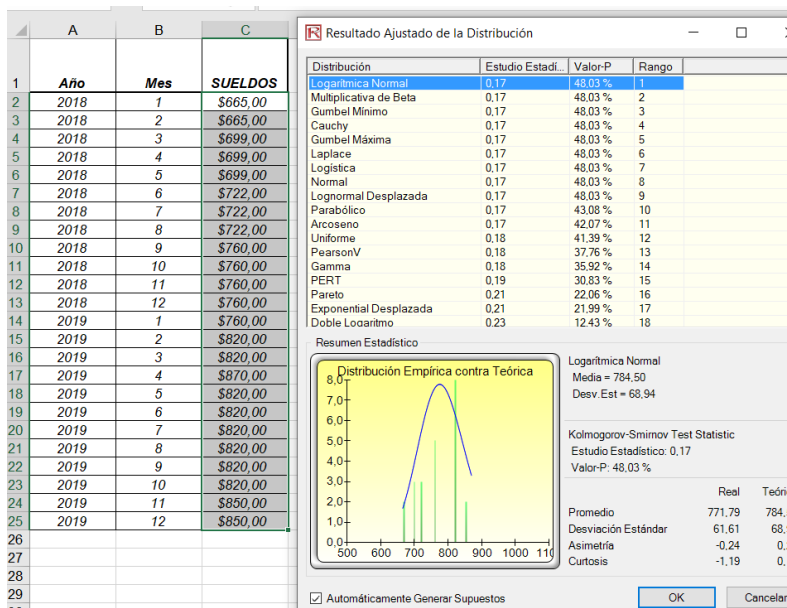 A B C
1 Año Mes SUELDOS
2 2018 1 $665,00
3 2018 2 $665,00
4 2018 3 $699,00
5 2018 4 $699,00
6 2018 5 $699,00
7 2018 6 $722,00
8 2018 7 $722,00
9 2018 8 $722,00
10 2018 9 $760,00
11 2018 10 $760,00
12 2018 11 $760,00
13 2018 12 $760,00
14 2019 1 $760,00
15 2019 2 $820,00
16 2019 3 $820,00
17 2019 4 $870,00
18 2019 5 $820,00
19 2019 6 $820,00
20 2019 7 $820,00
21 2019 8 $820,00
22 2019 9 $820,00
23 2019 10 $820,00
24 2019 11 $850,00
25 2019 12 $850,00
26
27
28
29
Resultado Ajustado de la Distribución
Distribución Estudio Estadí... Valor-P Rango
Logarítmica Normal 0,17 48,03 % 1
Multiplicativa de Beta 0,17 48,03 % 2
Gumbel Mínimo 0,17 48,03 % 3
Cauchy 0,17 48,03 % 4
Gumbel Máxima 0,17 48,03 % 5
Laplace 0,17 48,03 % 6
Logística 0,17 48,03 % 7
Normal 0,17 48,03 % 8
Lognormal Desplazada 0,17 48,03 % 9
Parabólico 0,17 43,08 % 10
Arcoseno 0,17 42,07 % 11
Uniforme 0,18 41,39 % 12
PearsonV 0,18 37,76 % 13
Gamma 0,18 35,92 % 14
PERT 0,19 30,83 % 15
Pareto 0,21 22,06 % 16
Exponential Desplazada 0,21 21,99 % 17
Doble Logaritmo 0,23 12,43 % 18
Resumen Estadístico
Distribución Empírica contra Teórica
8,0
7,0
6,0
5,0
4,0
3,0
2,0
1,0
0,0
500 600 700 800 900 1000 110
Logarítmica Normal
Media = 784,50
Desv.Est = 68,94
Kolmogorov-Smirnov Test Statistic
Estudio Estadístico: 0,17
Valor-P: 48,03 %
Real Teóri
Promedio 771,79 784,
Desviación Estándar 61,61 68,
Asimetría -0,24 0,
Curtosis -1,19 0,
Automáticamente Generar Supuestos
OK Cancelar